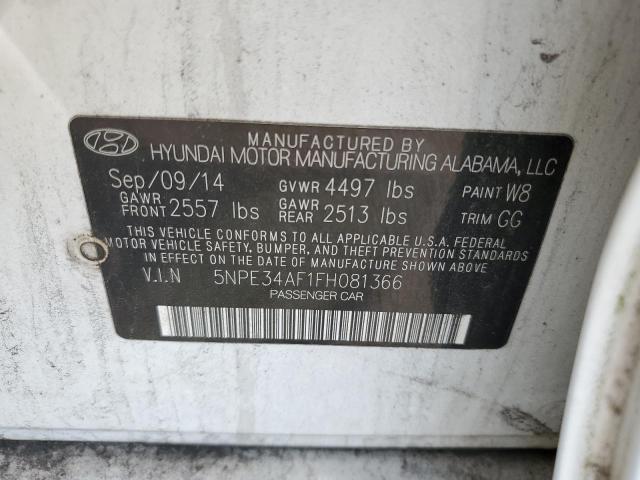 MANUFACTURED BY
HYUNDAI MOTOR MANUFACTURING ALABAMA, LLC
Sep/09/14 GVWR 4497 lbs PAINT W8
GAWR FRONT 2557 lbs GAWR REAR 2513 lbs TRIM GG
THIS VEHICLE CONFORMS TO ALL APPLICABLE U.S.A. FEDERAL
MOTOR VEHICLE SAFETY, BUMPER, AND THEFT PREVENTION STANDARDS
IN EFFECT ON THE DATE OF MANUFACTURE SHOWN ABOVE.
V.I.N 5NPE34AF1FH081366
PASSENGER CAR